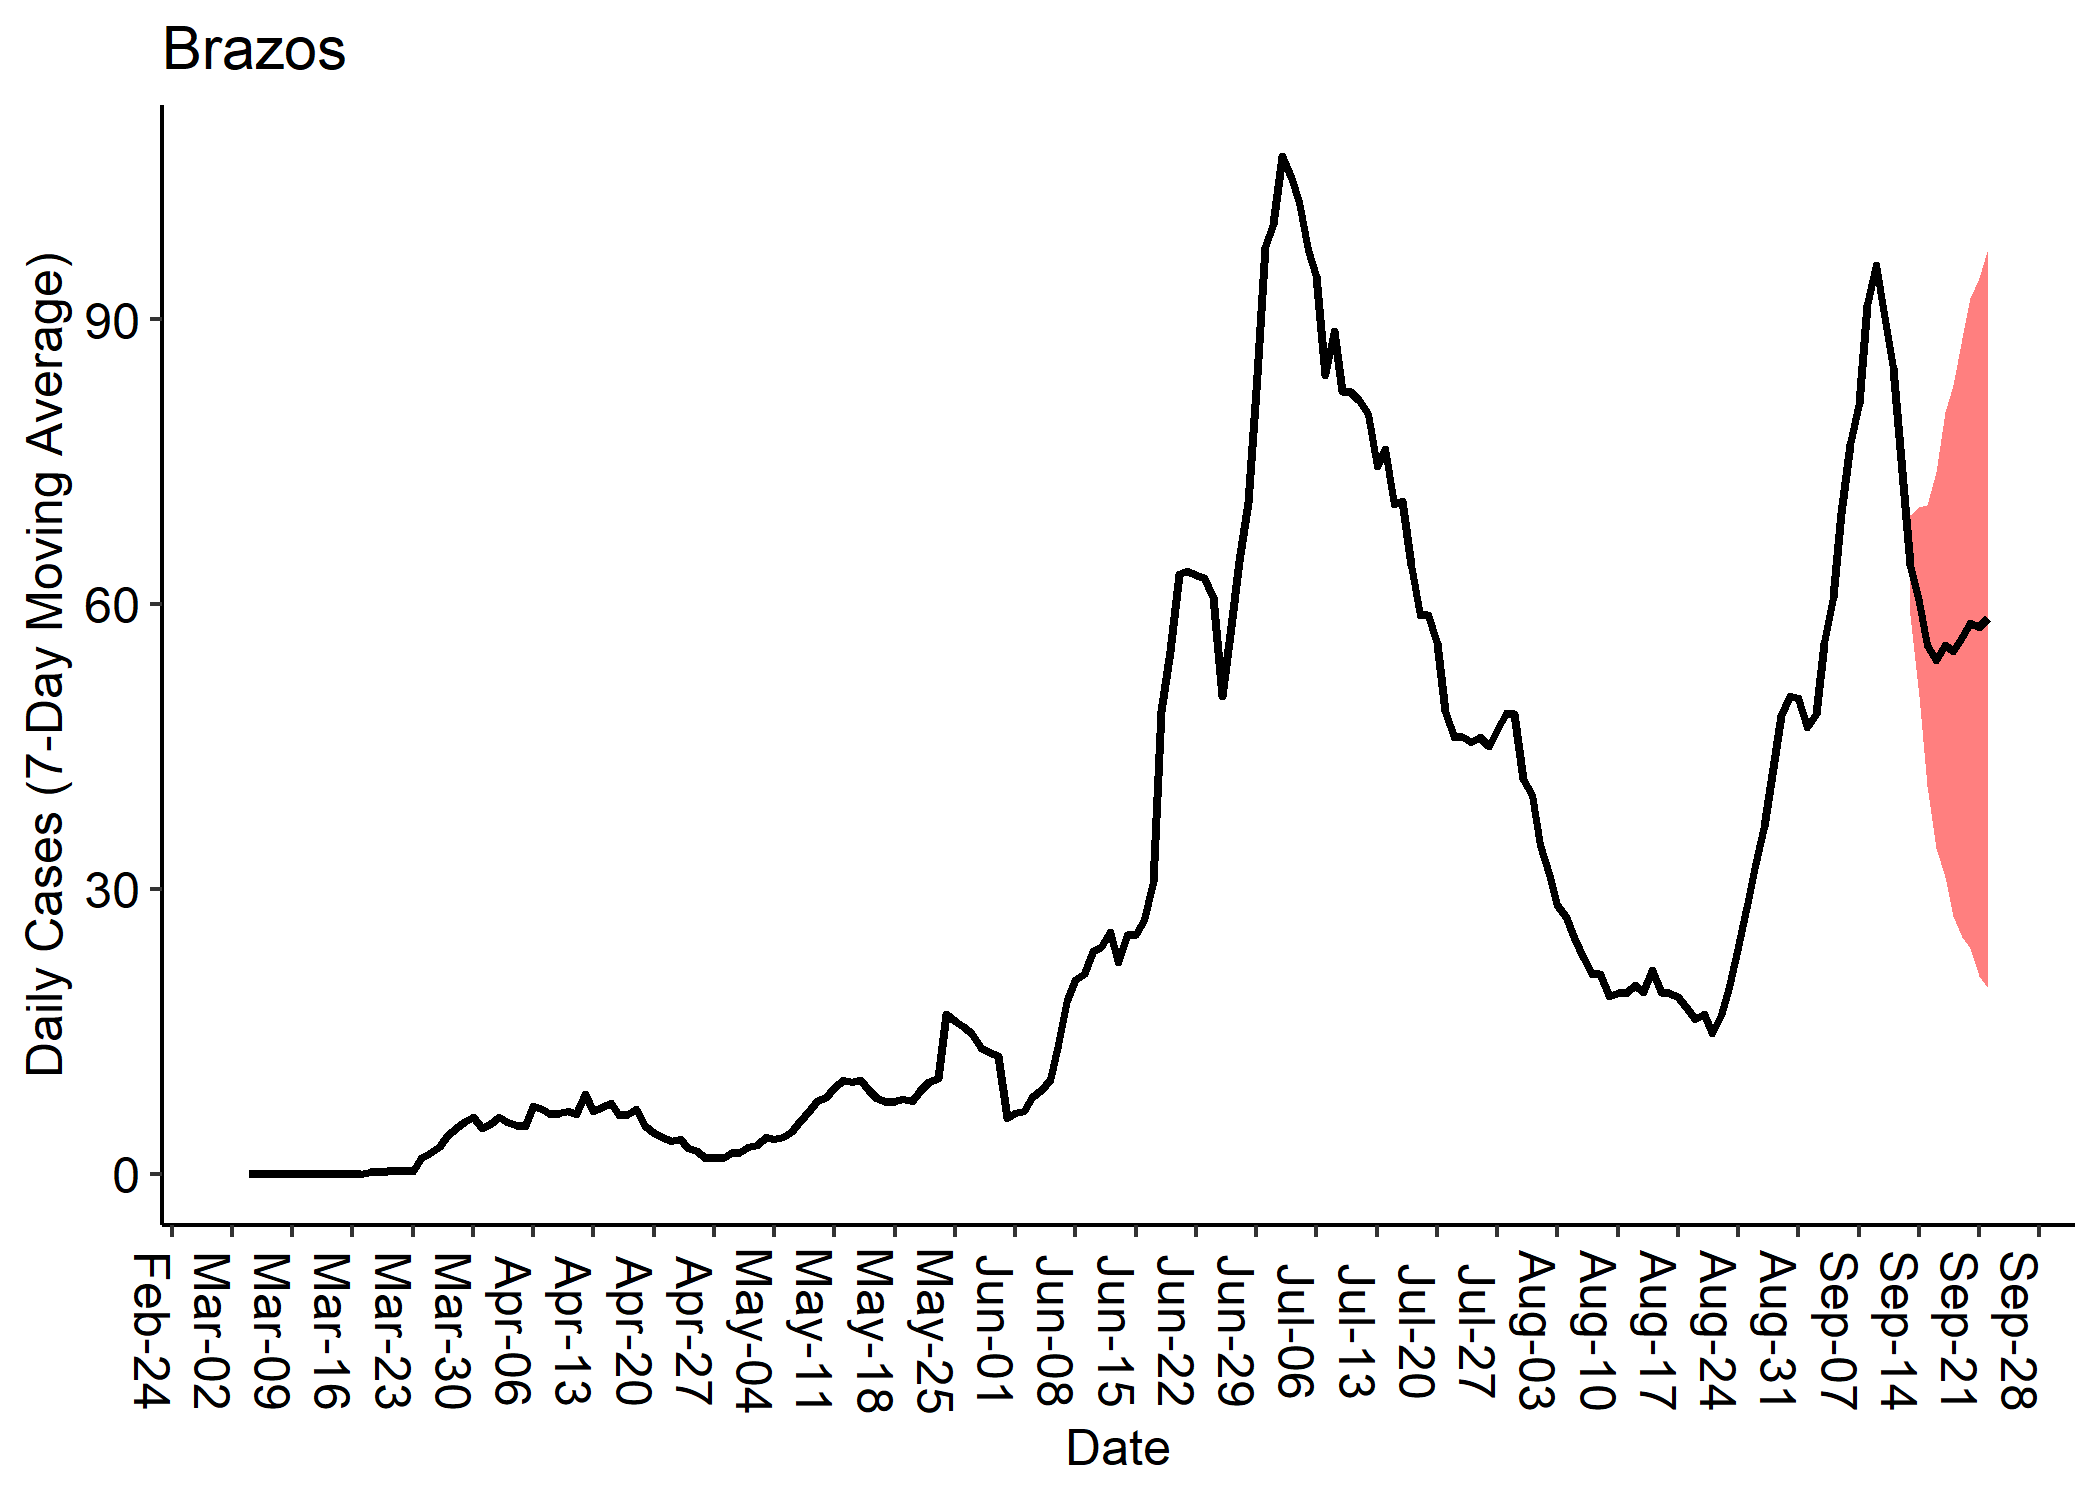 Brazos
Daily Cases (7-Day Moving Average)
90
60
30
0
Feb-24
Mar-02
Mar-09
Mar-16
Mar-23
Mar-30
Apr-06
Apr-13
Apr-20
Apr-27
May-04
May-11
May-18
May-25
Jun-01
Jun-08
Jun-15
Jun-22
Jun-29
Jul-06
Jul-13
Jul-20
Jul-27
Aug-03
Aug-10
Aug-17
Aug-24
Aug-31
Sep-07
Sep-14
Sep-21
Sep-28
Date